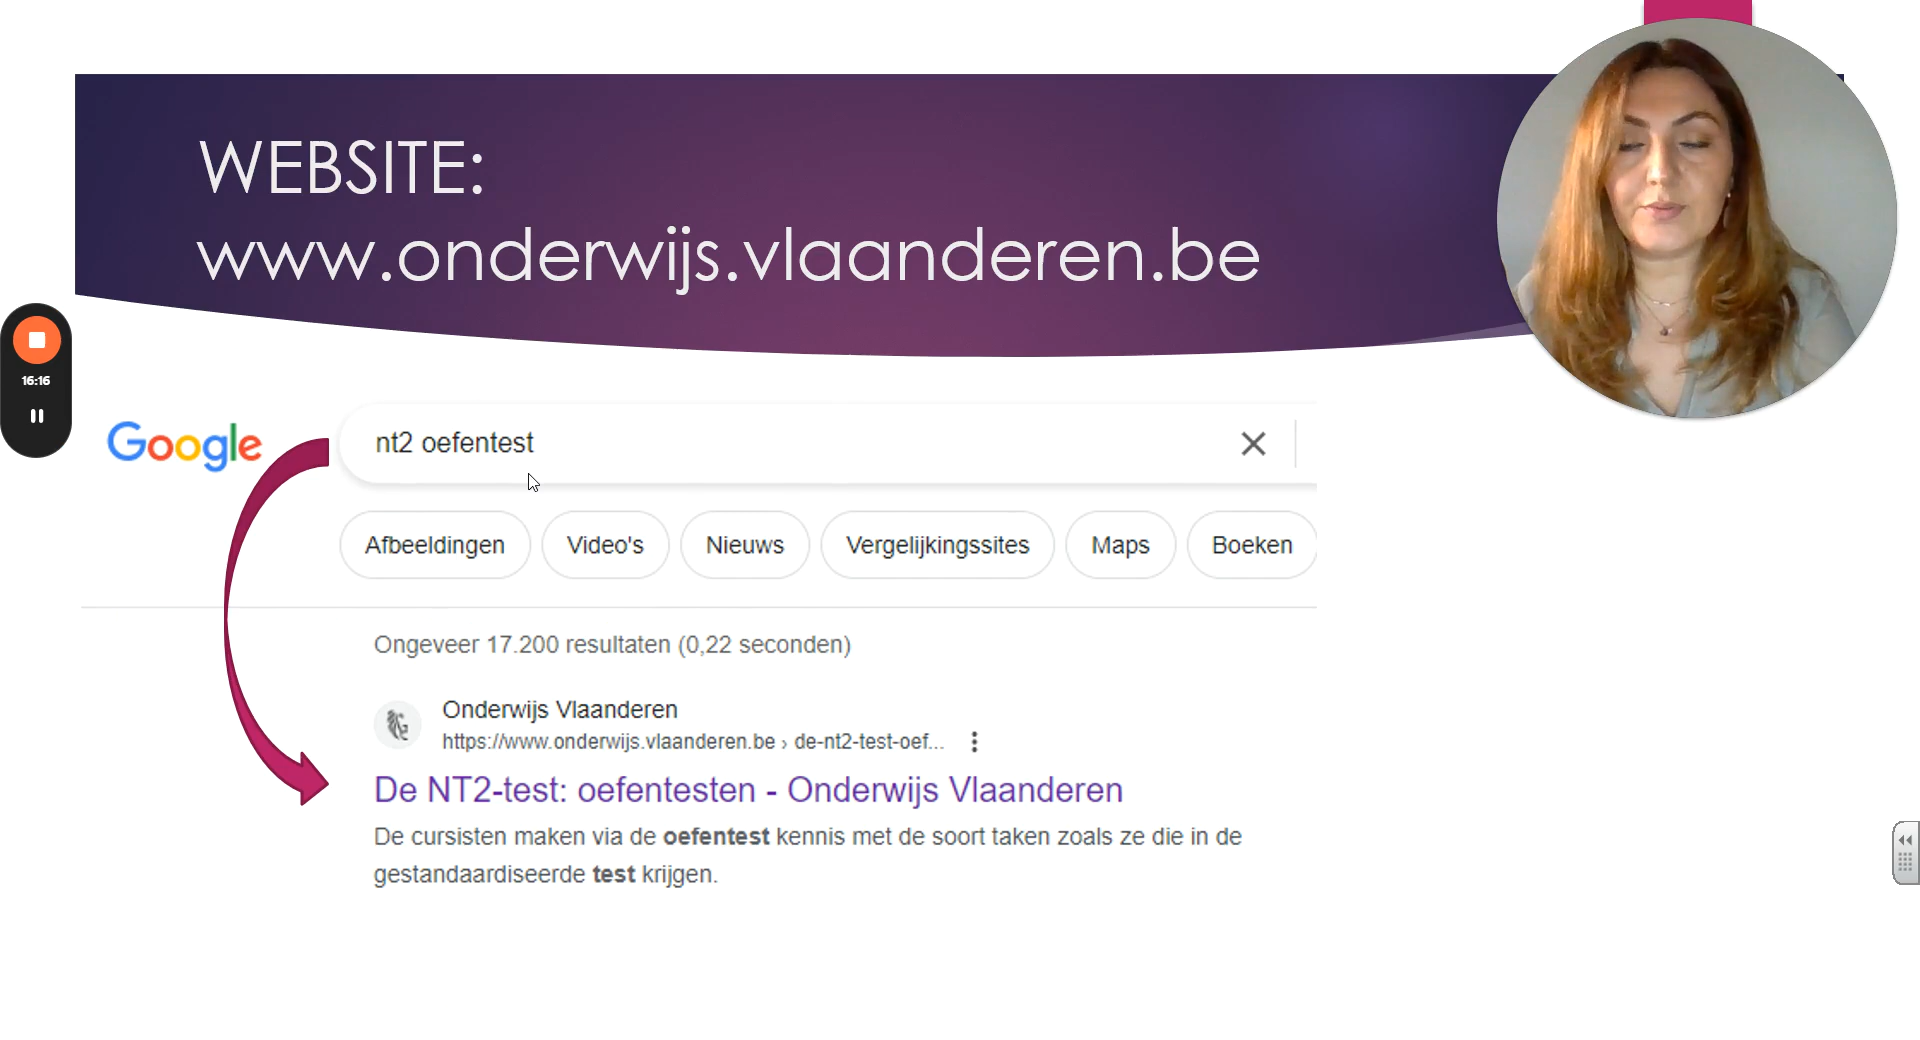 WEBSITE:
www.onderwijs.vlaanderen.be
16:16
Google
nt2 oefentest
Afbeeldingen
Video's
Nieuws
Vergelijkingssites
Maps
Boeken
Ongeveer 17.200 resultaten (0,22 seconden)
Onderwijs Vlaanderen
https://www.onderwijs.vlaanderen.be › de-nt2-test-oef...
De NT2-test: oefentesten - Onderwijs Vlaanderen
De cursisten maken via de oefentest kennis met de soort taken zoals ze die in de
gestandaardiseerde test krijgen.